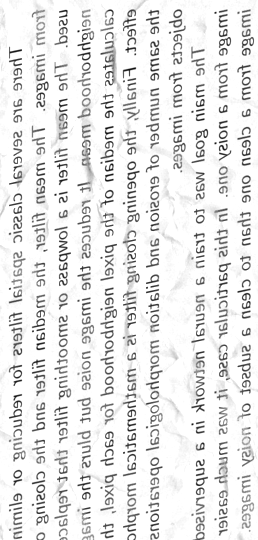 There are several classic spatial filters for reducing or elimin
from images. The mean filter, the median filter and the closing o
used. The mean filter is a lowpass or smoothing filter that replac
neighborhood mean. It reduces the image noise but blurs the image
calculates the median of the pixel neighborhood for each pixel, th
effect. Finally, the opening closing filter is a mathematical morpho
the same number of erosion and dilation morphological operations
objects from images.
The main goal was to train a neural network in a supervised
image from a noisy one. In this particular case, it was much easier
image from a clean one than to clean a subset of noisy images.